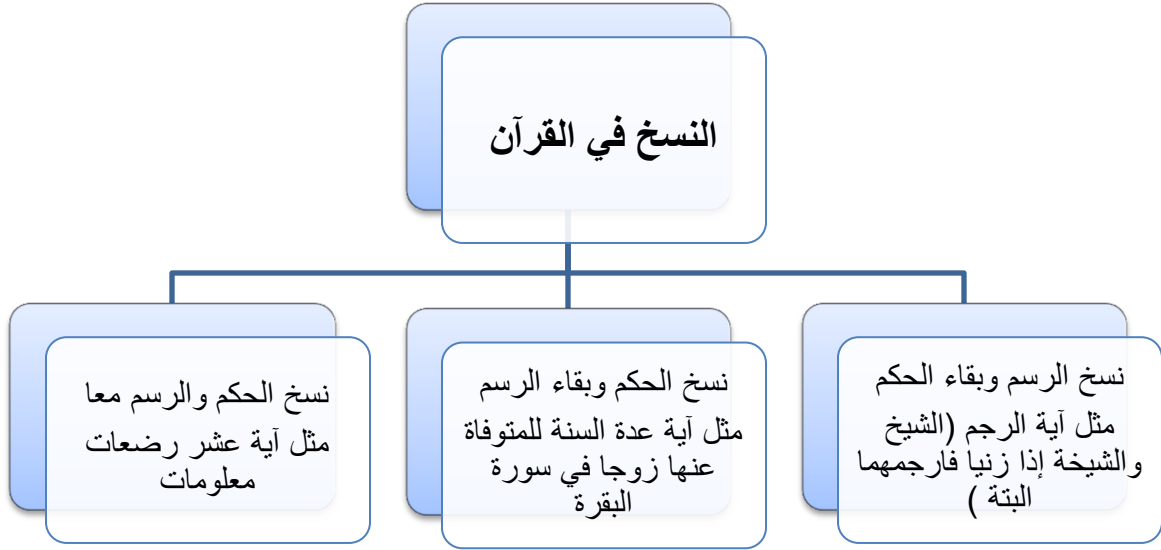 النسخ في القرآن
نسخ الرسم وبقاء الحكم
مثل آية الرجم (الشيخ
والشيخة إذا زنيا فارجمهما
البتة )
نسخ الحكم وبقاء الرسم
مثل آية عدة السنة للمتوفاة
عنها زوجا في سورة
البقرة
نسخ الحكم والرسم معا
مثل آية عشر رضعات
معلومات